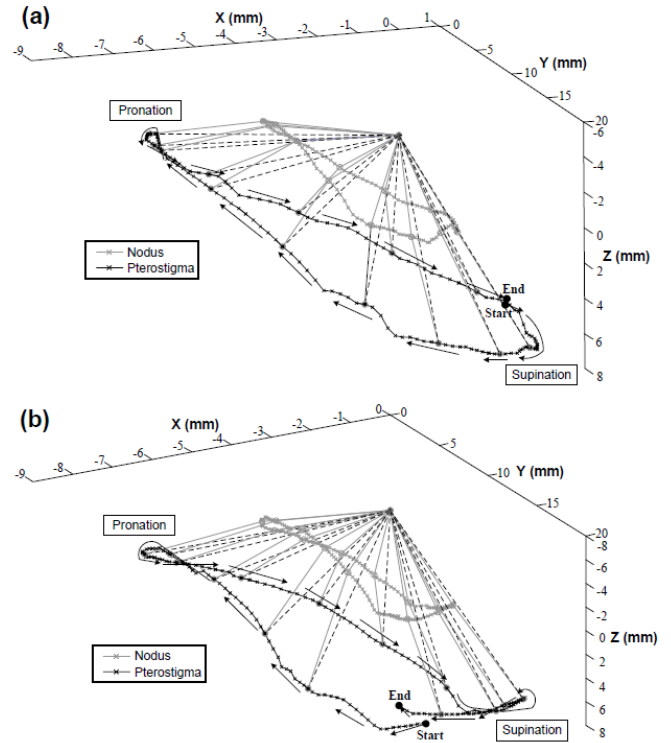 (a)
X (mm)
-9 -8 -7 -6 -5 -4 -3 -2 -1 0 1
0 5 10 15 20
Y (mm)
-6 -4 -2 0 2 4 6 8
Z (mm)
Pronation
Nodus
Pterostigma
End
Start
Supination
(b)
X (mm)
-9 -8 -7 -6 -5 -4 -3 -2 -1 0
0 5 10 15 20
Y (mm)
-8 -6 -4 -2 0 2 4 6 8
Z (mm)
Pronation
Nodus
Pterostigma
End
Start
Supination